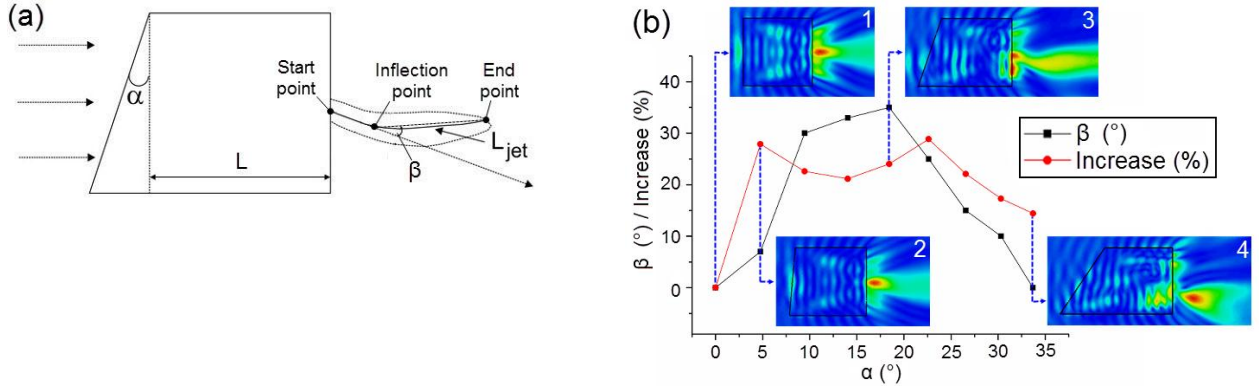 (a)
α
L
Start
point
Inflection
point
End
point
L_jet
β
(b)
1
3
2
4
β (°)
Increase (%)
β (°) / Increase (%)
40
30
20
10
0
0 5 10 15 20 25 30 35
α (°)